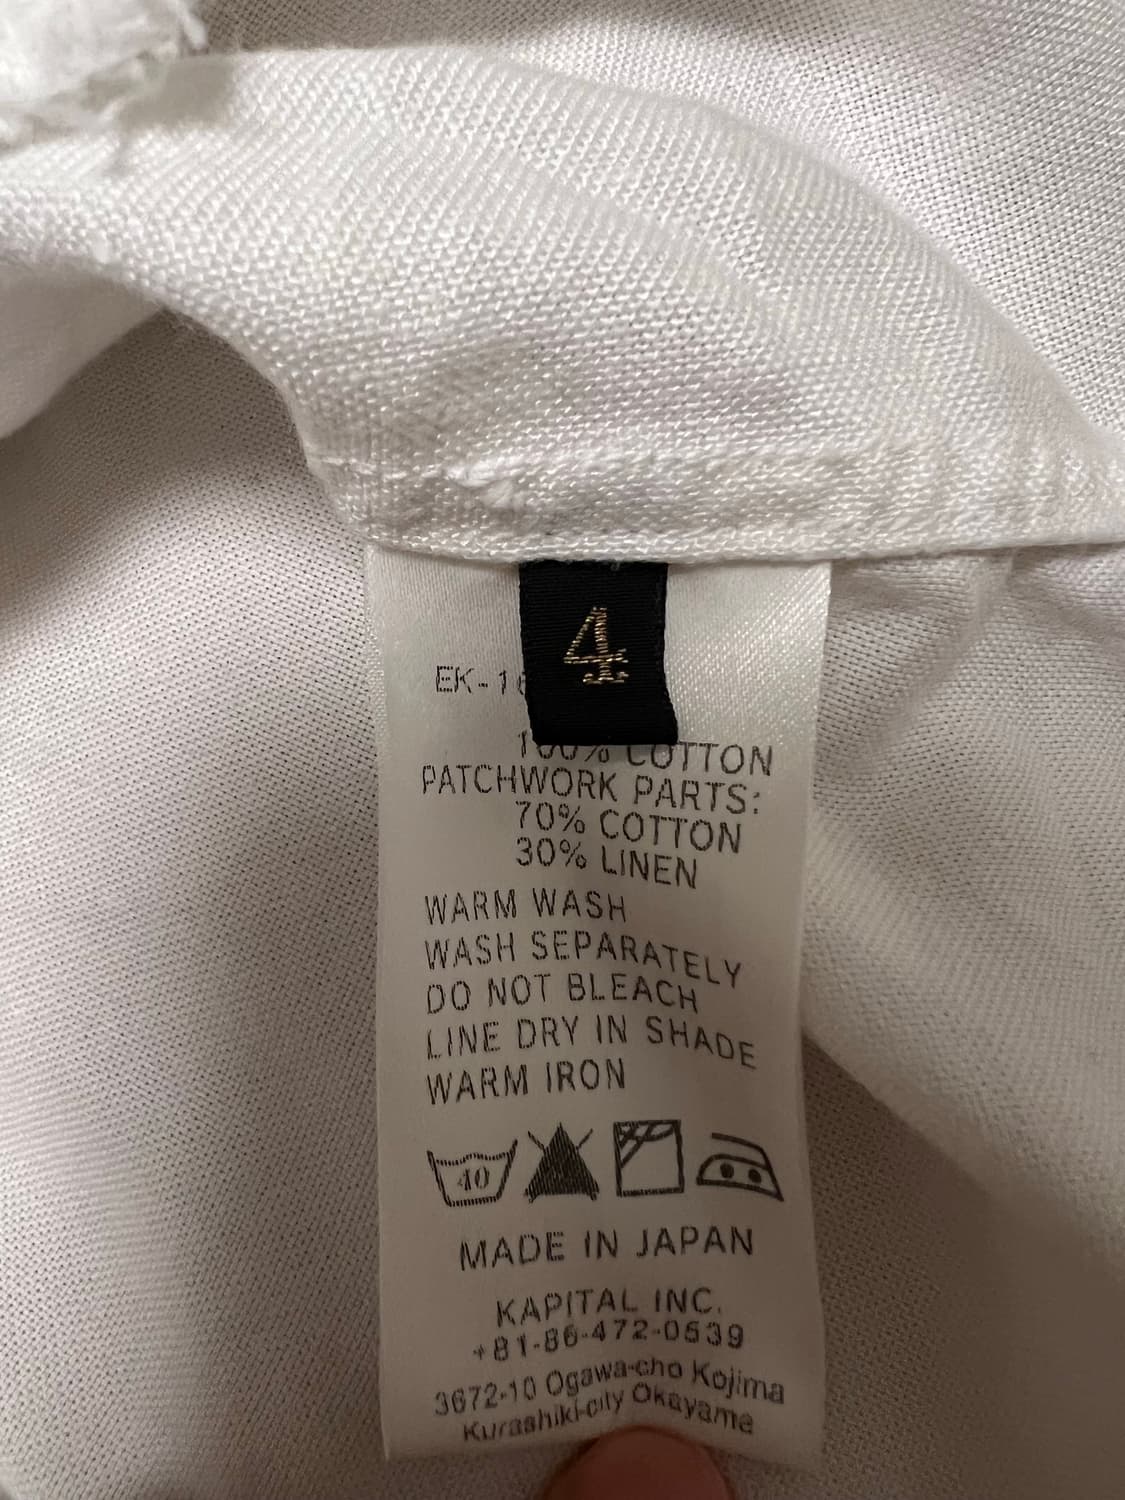 4
EK-1
100% COTTON
PATCHWORK PARTS:
70% COTTON
30% LINEN
WARM WASH
WASH SEPARATELY
DO NOT BLEACH
LINE DRY IN SHADE
WARM IRON
40
MADE IN JAPAN
KAPITAL INC.
+81-86-472-0539
3672-10 Ogawa-cho Kojima
Kurashiki-city Okayama